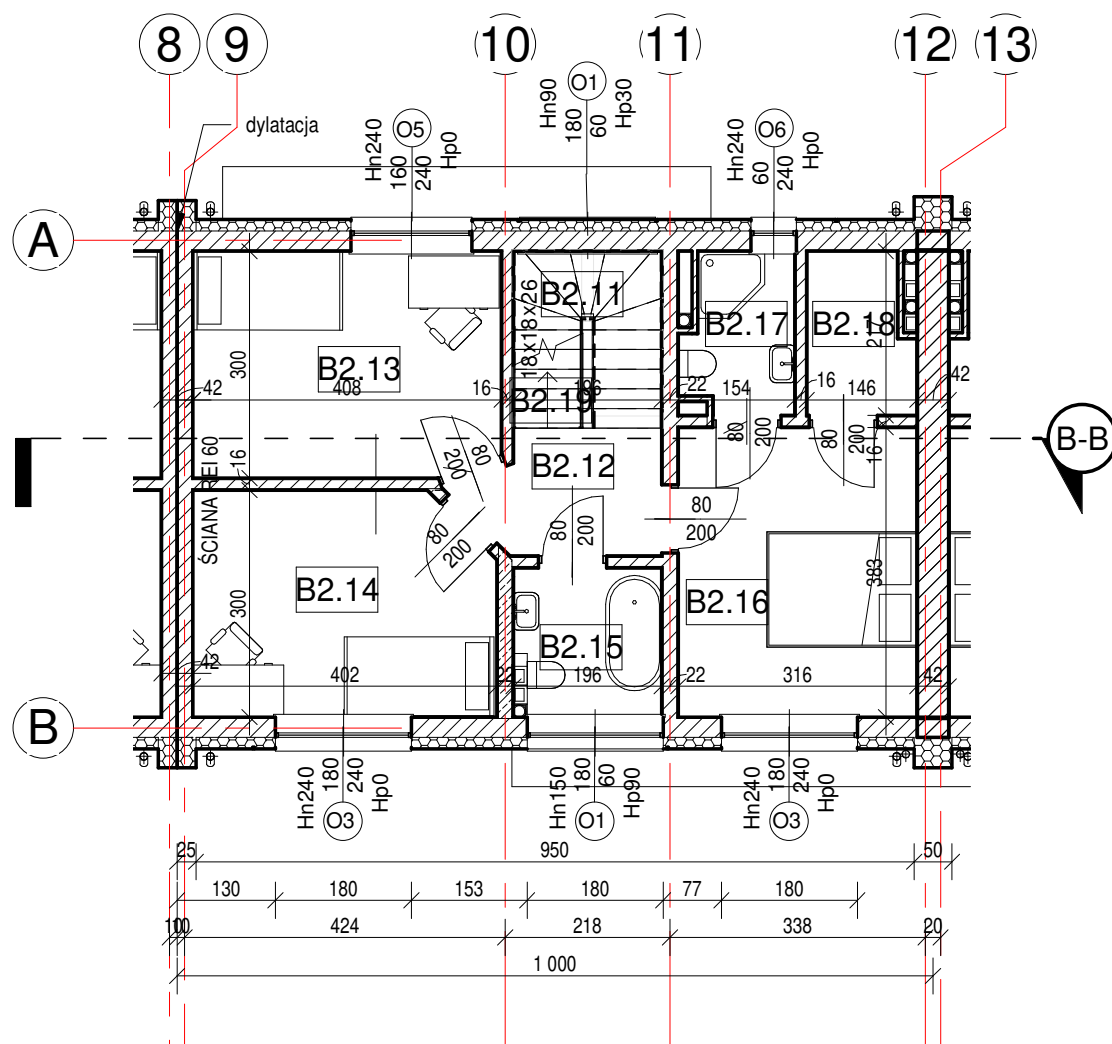 8
9
10
11
12
13
dylatacja
O5
Hn240
160
240
Hp0
O1
Hn90
180
60
Hp30
O6
Hn240
60
240
Hp0
A
B2.11
B2.17
B2.18
217
18x18x26
300
B2.13
B2.19
42
408
16
196
22
154
16
146
42
80
200
80
200
80
200
16
B-B
16
ŚCIANA REI 60
B2.12
80
200
80
200
80
200
B2.14
B2.16
383
300
B2.15
42
402
22
196
22
316
42
B
Hn240
180
240
Hp0
O3
Hn150
180
60
Hp90
O1
Hn240
180
240
Hp0
O3
25
950
50
130
180
153
180
77
180
10
10
424
218
338
20
1 000